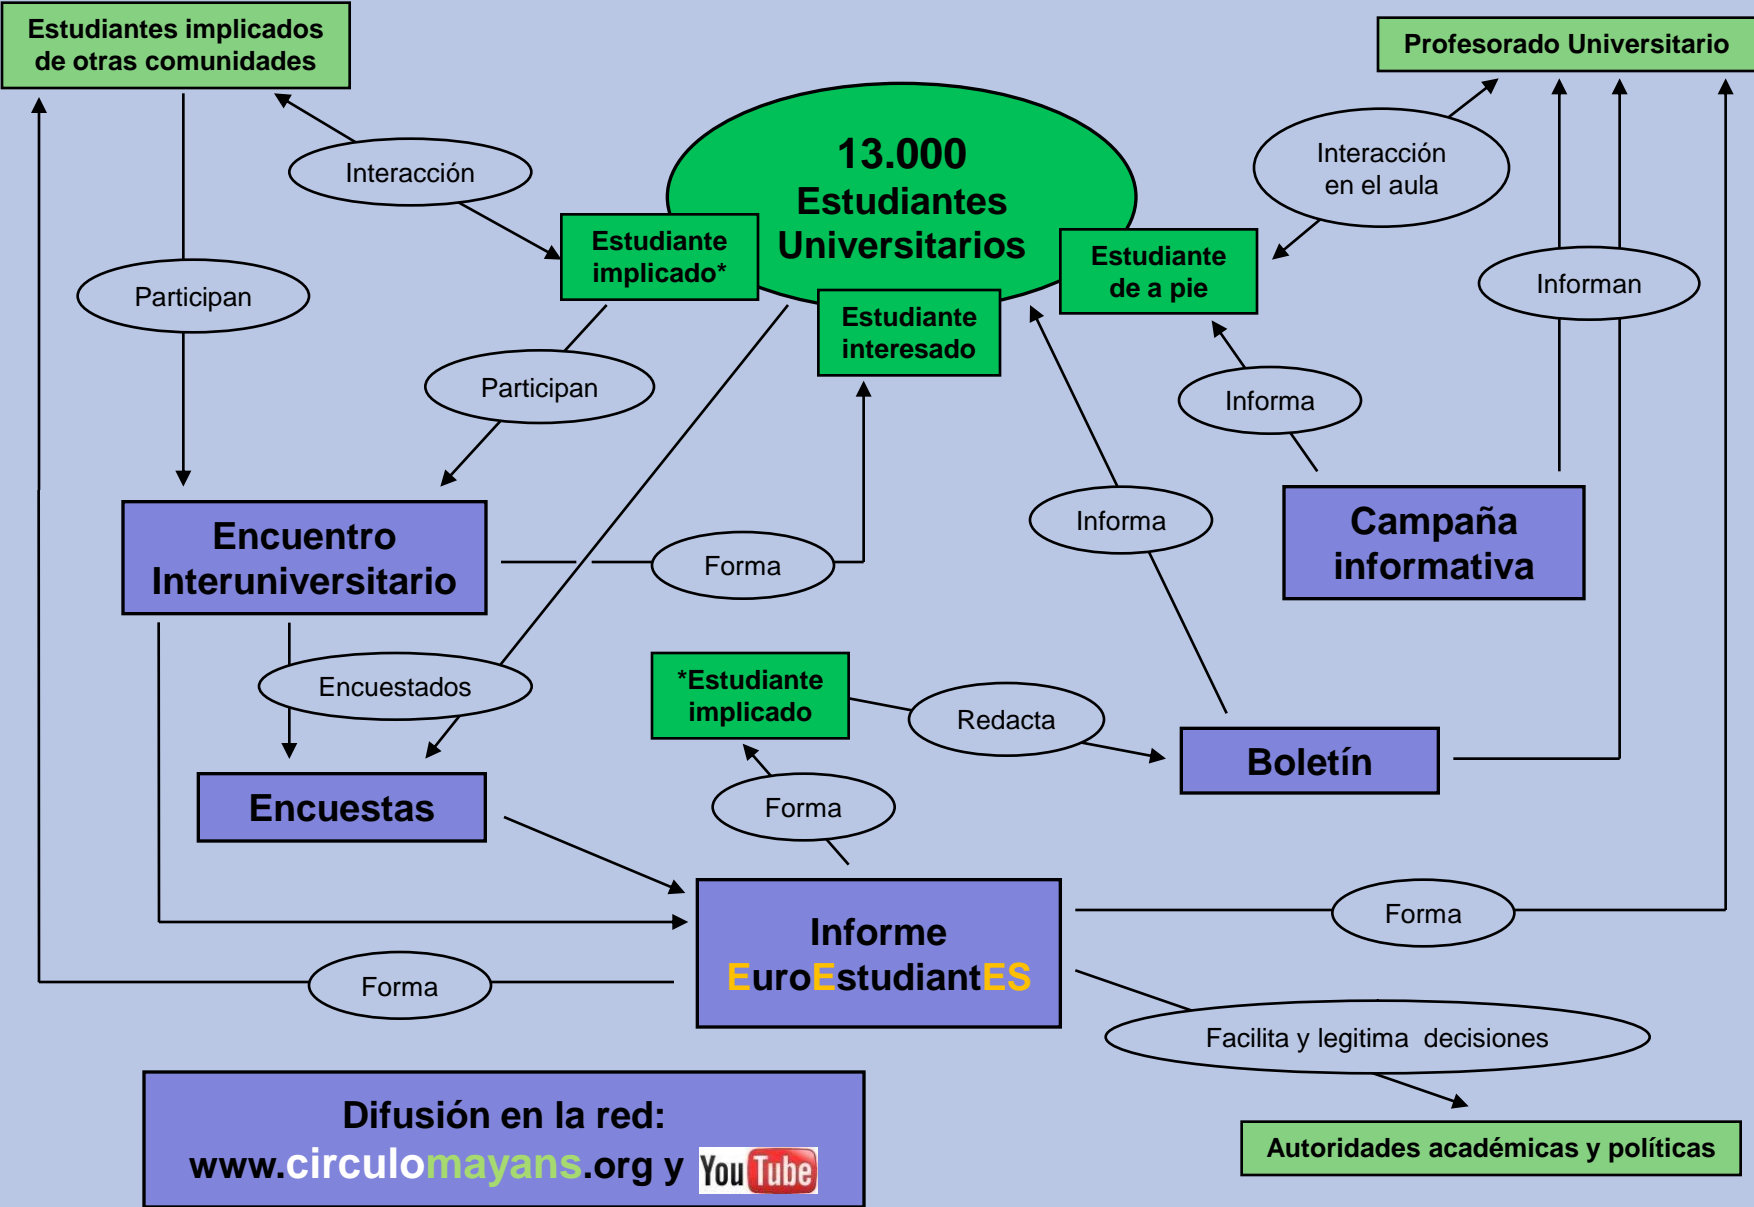 Estudiantes implicados
de otras comunidades
Profesorado Universitario
13.000
Estudiantes
Universitarios
Interacción
Interacción
en el aula
Estudiante
implicado*
Estudiante
de a pie
Participan
Informan
Estudiante
interesado
Participan
Informa
Encuentro
Interuniversitario
Informa
Campaña
informativa
Forma
Encuestados
*Estudiante
implicado
Redacta
Boletín
Encuestas
Forma
Informe
EuroEstudiantES
Forma
Forma
Facilita y legitima  decisiones
Difusión en la red:
www.circulomayans.org y YouTube
Autoridades académicas y políticas